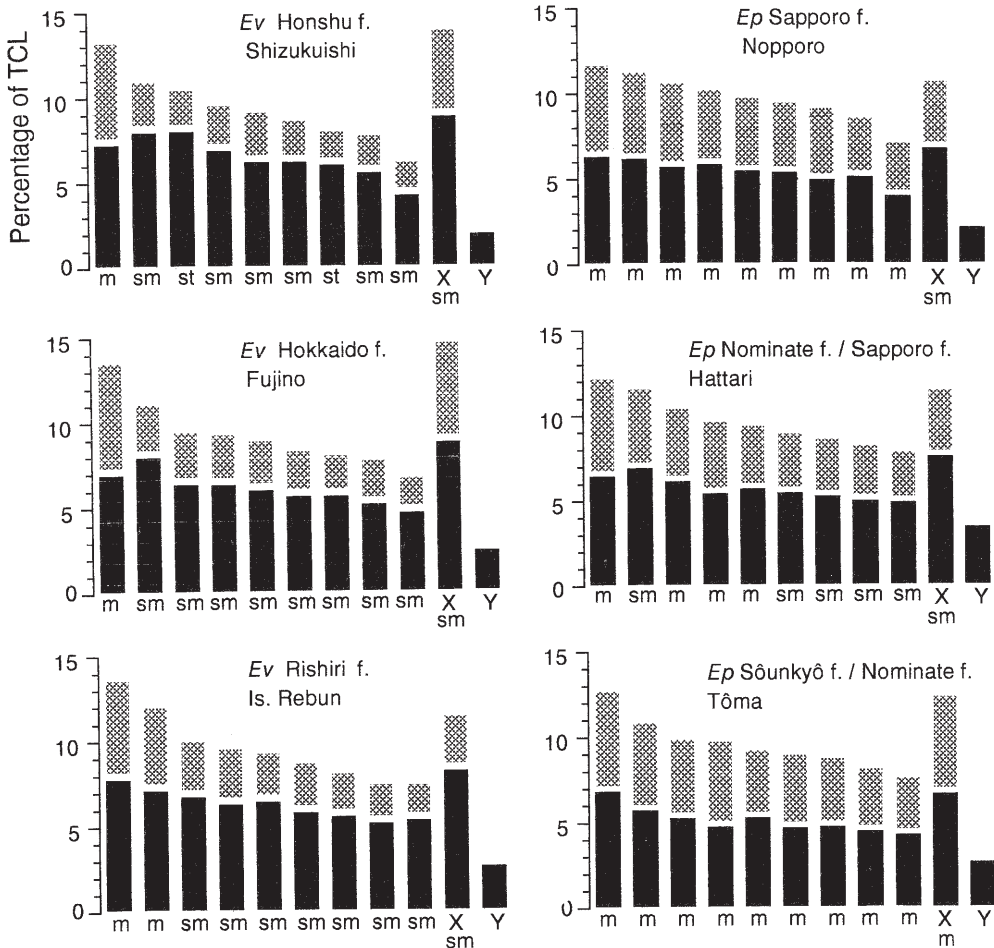 Percentage of TCL
15
10
5
0
Ev Honshu f.
Shizukuishi
m sm st sm sm sm st sm sm X Y
sm
15
10
5
0
Ep Sapporo f.
Nopporo
m m m m m m m m m X Y
sm
15
10
5
0
Ev Hokkaido f.
Fujino
m sm sm sm sm sm sm sm sm X Y
sm
15
10
5
0
Ep Nominate f. / Sapporo f.
Hattari
m sm m m m sm sm sm sm X Y
sm
15
10
5
0
Ev Rishiri f.
Is. Rebun
m m sm sm sm sm sm sm sm X Y
sm
15
10
5
0
Ep Sôunkyô f. / Nominate f.
Tôma
m m m m m m m m m X Y
m